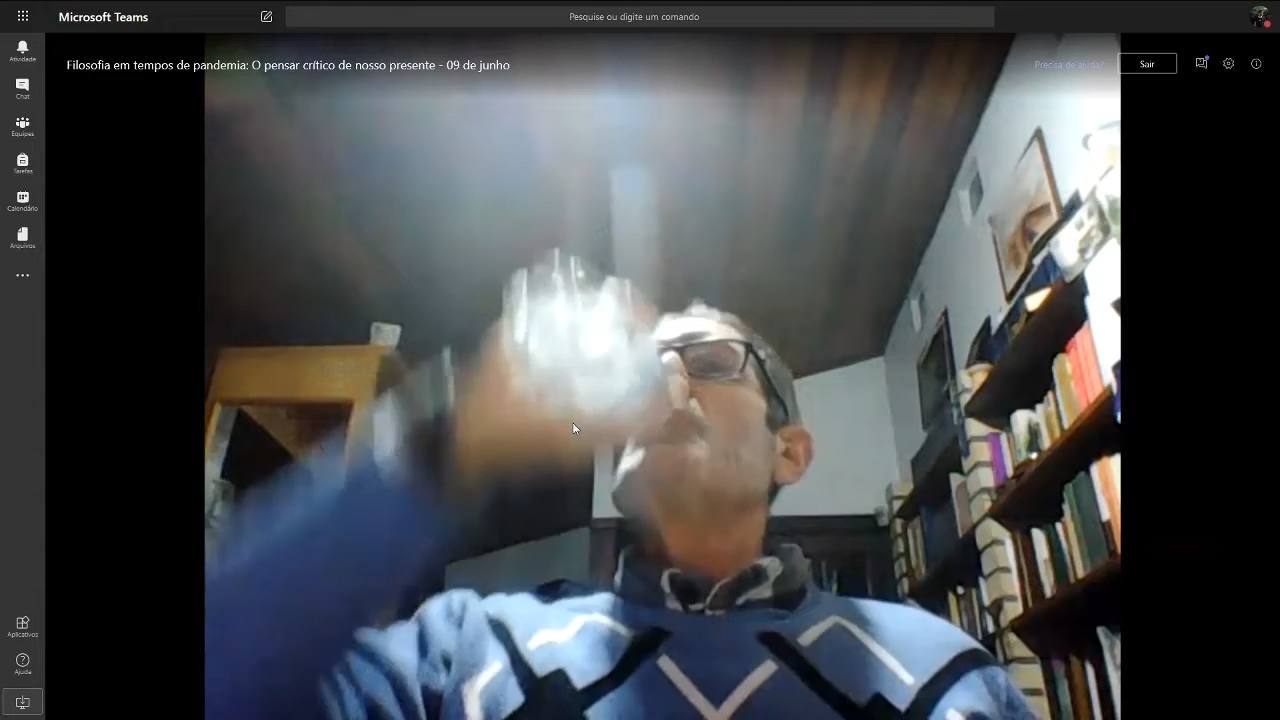 Microsoft Teams
Pesquise ou digite um comando
Filosofia em tempos de pandemia: O pensar crítico de nosso presente - 09 de junho
Precisa de ajuda?
Sair
Atividade
Chat
Equipes
Tarefas
Calendário
Arquivos
Aplicativos
Ajuda